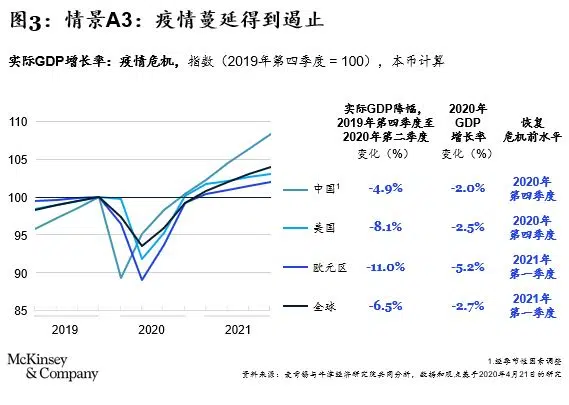 图3：情景A3：疫情蔓延得到遏止
实际GDP增长率：疫情危机，指数（2019年第四季度 = 100），本币计算
实际GDP降幅，
2019年第四季度至
2020年第二季度
变化（%）
2020年
GDP
增长率
变化（%）
恢复
危机前水平
110
105
100
95
90
85
2019
2020
2021
中国1
-4.9%
-2.0%
2020年
第四季度
美国
-8.1%
-2.5%
2020年
第四季度
欧元区
-11.0%
-5.2%
2021年
第一季度
全球
-6.5%
-2.7%
2021年
第一季度
McKinsey
& Company
1.经季节性因素调整
资料来源：麦肯锡与牛津经济研究院共同分析，数据和观点基于2020年4月21日的研究